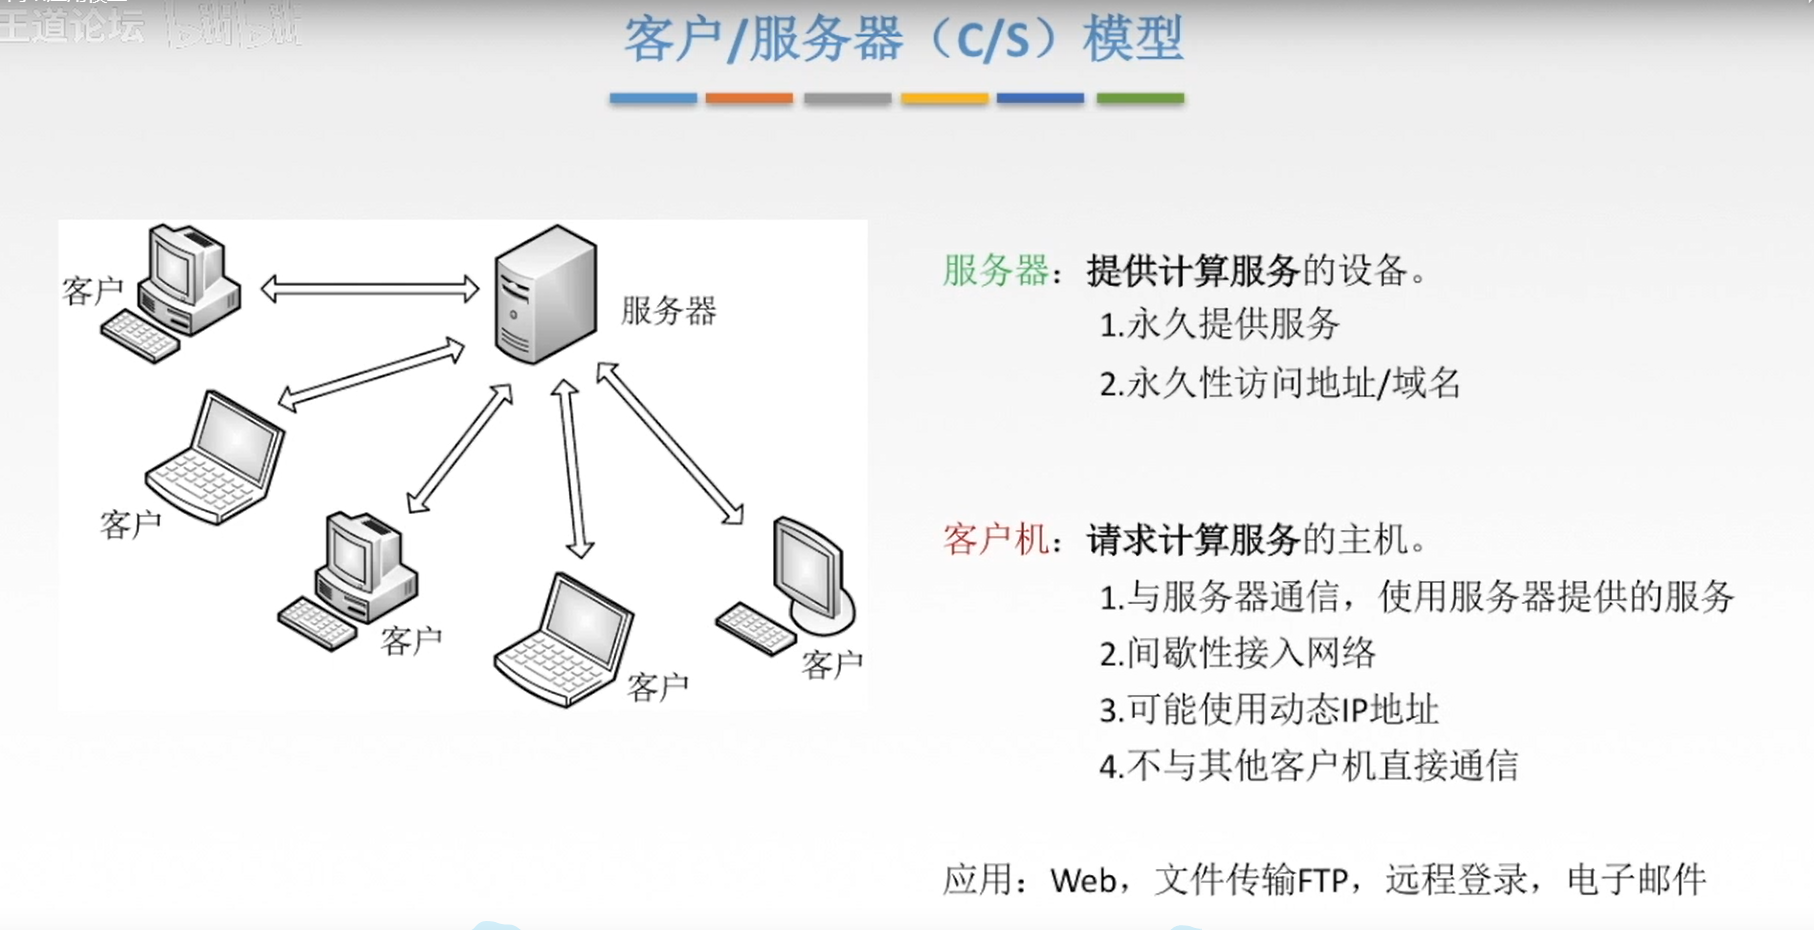 王道论坛 bilibili
客户/服务器（C/S）模型
客户
服务器
客户
客户
客户
客户
服务器：提供计算服务的设备。
1.永久提供服务
2.永久性访问地址/域名
客户机：请求计算服务的主机。
1.与服务器通信，使用服务器提供的服务
2.间歇性接入网络
3.可能使用动态IP地址
4.不与其他客户机直接通信
应用：Web，文件传输FTP，远程登录，电子邮件